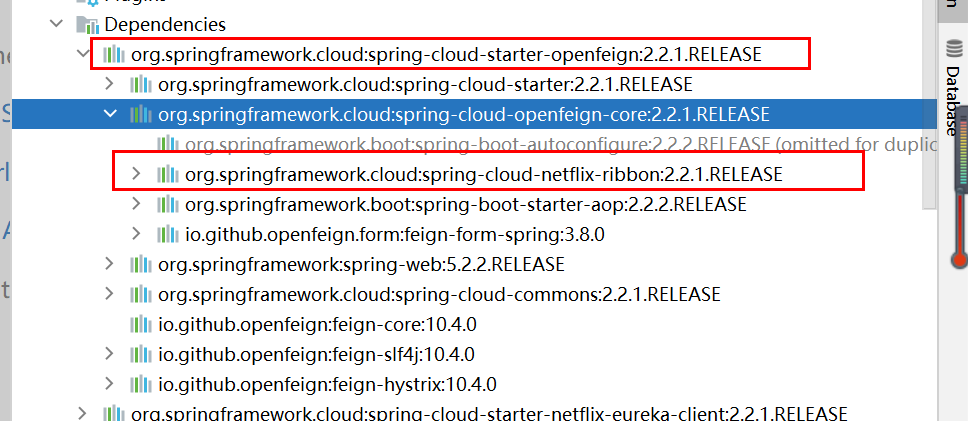 Dependencies
org.springframework.cloud:spring-cloud-starter-openfeign:2.2.1.RELEASE
org.springframework.cloud:spring-cloud-starter:2.2.1.RELEASE
org.springframework.cloud:spring-cloud-openfeign-core:2.2.1.RELEASE
org.springframework.boot:spring-boot-autoconfigure:2.2.2.RELEASE (omitted for duplic
org.springframework.cloud:spring-cloud-netflix-ribbon:2.2.1.RELEASE
org.springframework.boot:spring-boot-starter-aop:2.2.2.RELEASE
io.github.openfeign.form:feign-form-spring:3.8.0
org.springframework:spring-web:5.2.2.RELEASE
org.springframework.cloud:spring-cloud-commons:2.2.1.RELEASE
io.github.openfeign:feign-core:10.4.0
io.github.openfeign:feign-slf4j:10.4.0
io.github.openfeign:feign-hystrix:10.4.0
org.springframework.cloud:spring-cloud-starter-netflix-eureka-client:2.2.1.RELEASE
Database